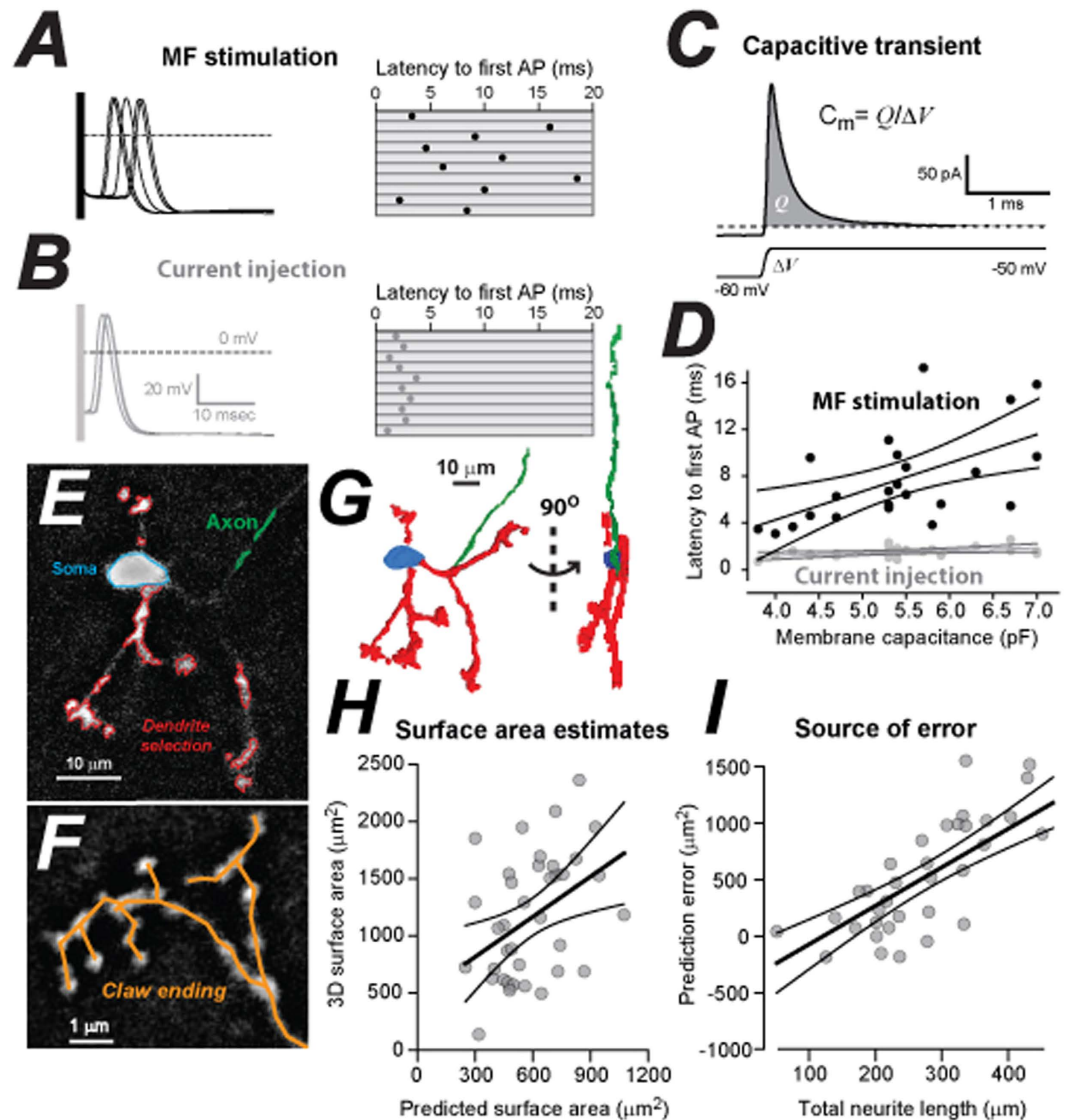 A
MF stimulation
Latency to first AP (ms)
0 5 10 15 20
B
Current injection
0 mV
20 mV
10 msec
Latency to first AP (ms)
0 5 10 15 20
C
Capacitive transient
Cm= Q/ΔV
50 pA
1 ms
Q
ΔV
-60 mV
-50 mV
D
Latency to first AP (ms)
16
12
8
4
0
MF stimulation
Current injection
4.0 4.5 5.0 5.5 6.0 6.5 7.0
Membrane capacitance (pF)
E
Axon
Soma
Dendrite
selection
10 μm
F
Claw ending
1 μm
G
10 μm
90o
H
Surface area estimates
3D surface area (μm2)
2500
2000
1500
1000
500
0
0 300 600 900 1200
Predicted surface area (μm2)
I
Source of error
Prediction error (μm2)
1500
1000
500
0
-500
-1000
100 200 300 400
Total neurite length (μm)